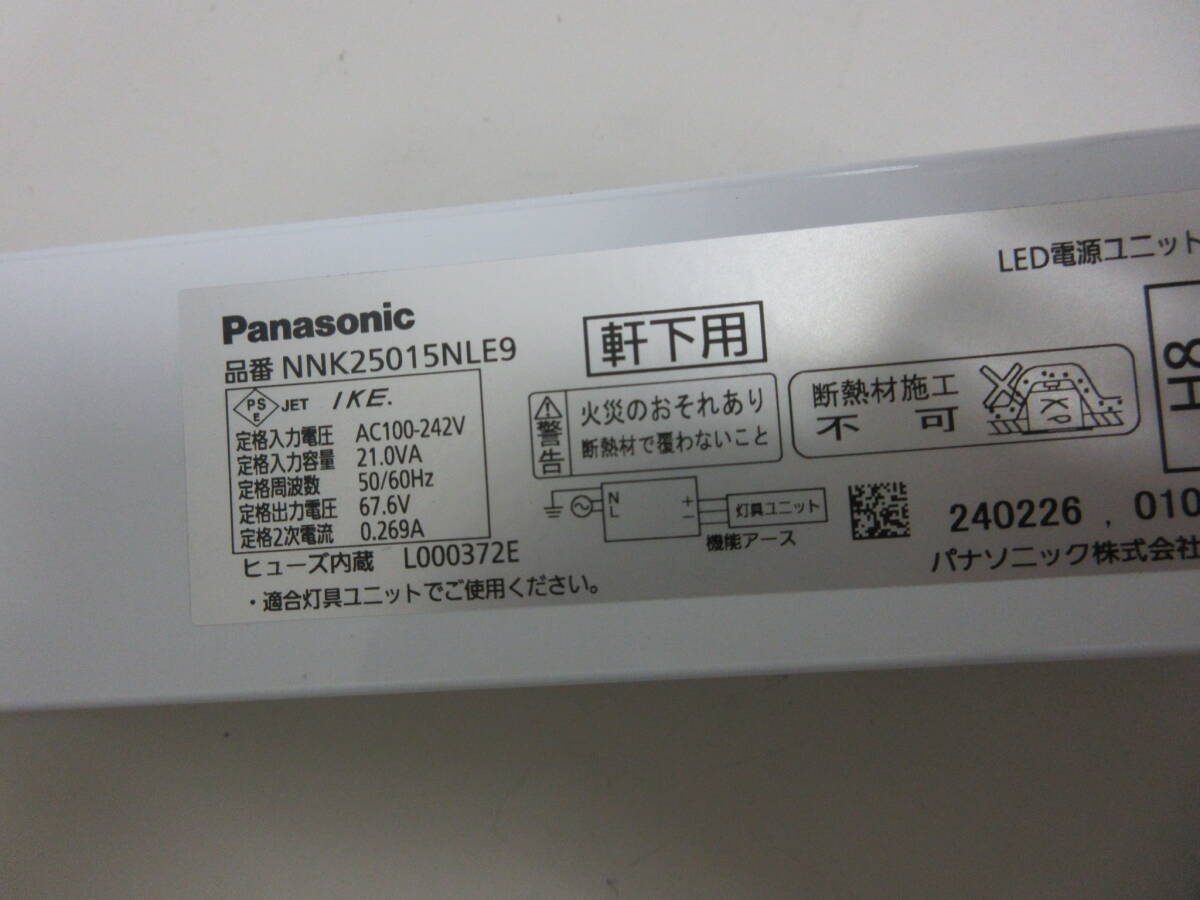 LED電源ユニット
Panasonic
品番 NNK25015NLE9
軒下用
PS E JET IKE.
定格入力電圧 AC100-242V
定格入力容量 21.0VA
定格周波数 50/60Hz
定格出力電圧 67.6V
定格2次電流 0.269A
ヒューズ内蔵 L000372E
・適合灯具ユニットでご使用ください。
警告
火災のおそれあり
断熱材で覆わないこと
断熱材施工
不可
N
L
+
−
灯具ユニット
機能アース
H8
240226 , 010
パナソニック株式会社